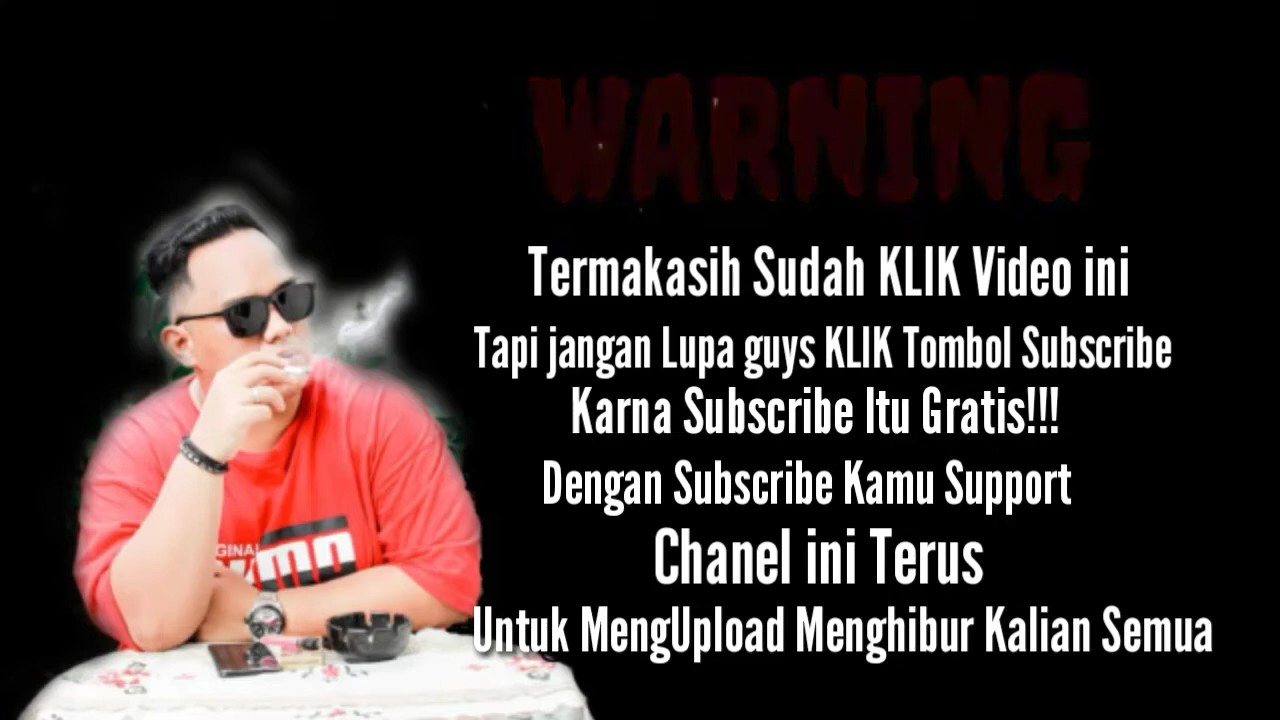 WARNING
Termakasih Sudah KLIK Video ini
Tapi jangan Lupa guys KLIK Tombol Subscribe
Karna Subscribe Itu Gratis!!!
Dengan Subscribe Kamu Support
Chanel ini Terus
Untuk MengUpload Menghibur Kalian Semua